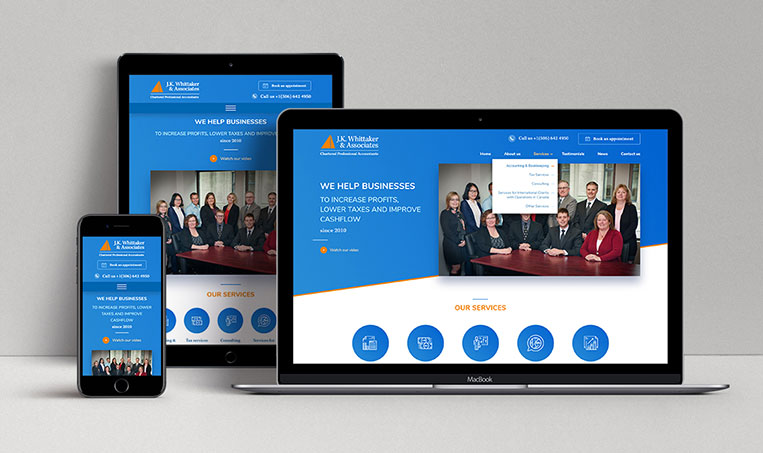 J.K. Whittaker
& Associates
Chartered Professional Accountants
Book an appointment
Call us +1(506) 642 4950
WE HELP BUSINESSES
TO INCREASE PROFITS, LOWER TAXES AND IMPROVE
CASHFLOW
since 2010
Watch our video
OUR SERVICES
Tax services
Consulting
J.K. Whittaker
& Associates
Chartered Professional Accountants
Book an appointment
Call us +1(506) 642 4950
WE HELP BUSINESSES
TO INCREASE PROFITS, LOWER
TAXES AND IMPROVE
CASHFLOW
since 2010
Watch our video
J.K. Whittaker
& Associates
Chartered Professional Accountants
Call us +1(506) 642 4950
Book an appointment
Home About us Services Testimonials News Contact us
Accounting & Bookkeeping
Tax Services
Consulting
Services for International Clients
with Operations in Canada
Other Services
WE HELP BUSINESSES
TO INCREASE PROFITS,
LOWER TAXES AND IMPROVE
CASHFLOW
since 2010
Watch our video
OUR SERVICES
MacBook